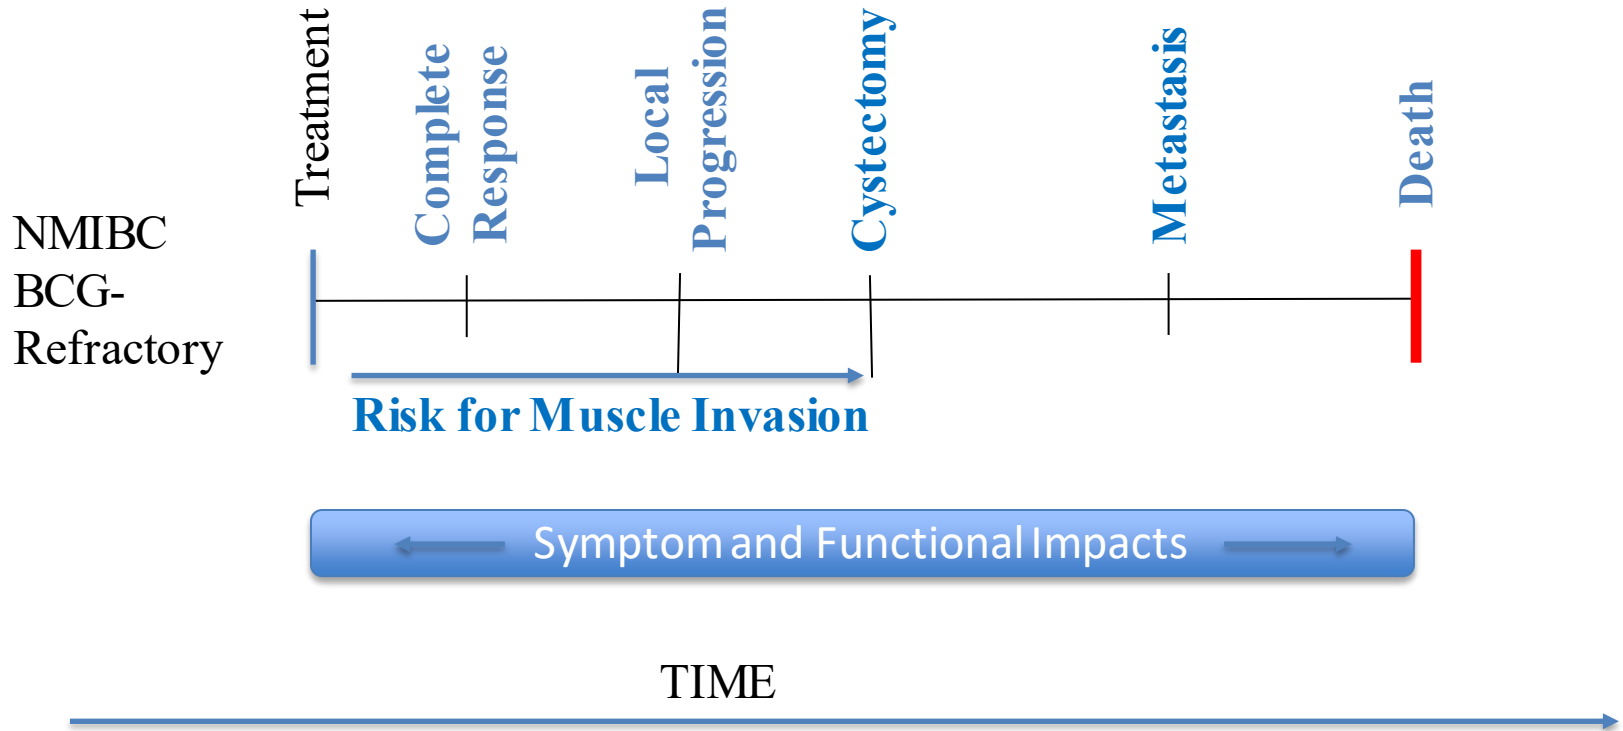 Treatment
Complete
Response
Local
Progression
Cystectomy
Metastasis
Death
NMIBC
BCG-
Refractory
Risk for Muscle Invasion
Symptom and Functional Impacts
TIME